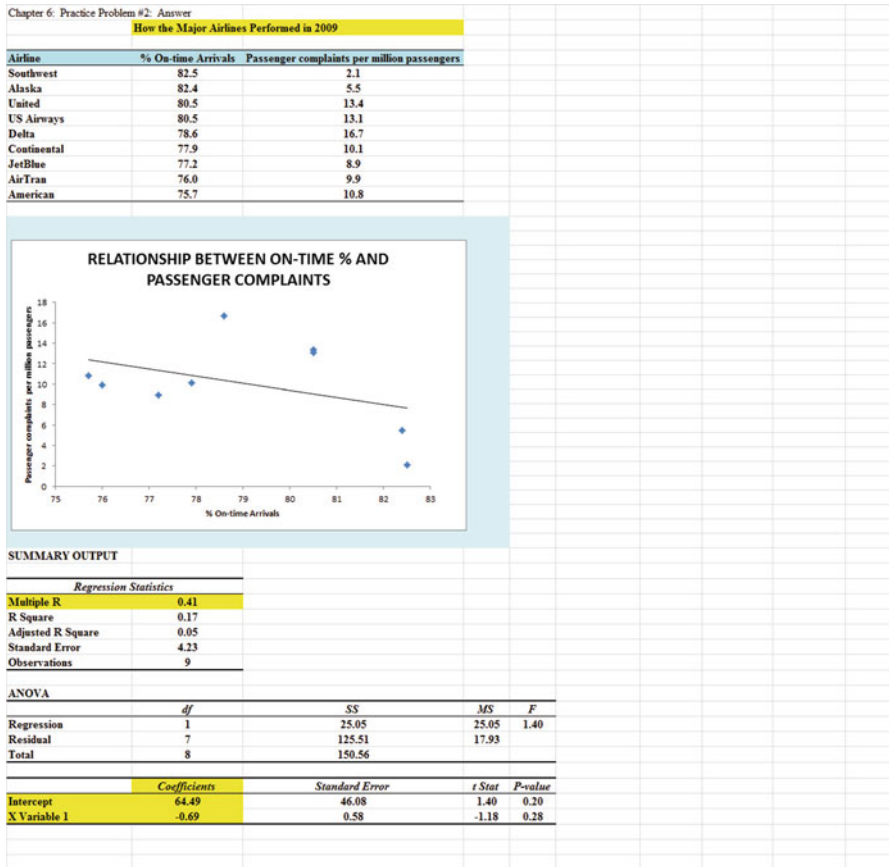 Chapter 6: Practice Problem #2: Answer
How the Major Airlines Performed in 2009
Airline % On-time Arrivals Passenger complaints per million passengers
Southwest 82.5 2.1
Alaska 82.4 5.5
United 80.5 13.4
US Airways 80.5 13.1
Delta 78.6 16.7
Continental 77.9 10.1
JetBlue 77.2 8.9
AirTran 76.0 9.9
American 75.7 10.8
RELATIONSHIP BETWEEN ON-TIME % AND
PASSENGER COMPLAINTS
Passenger complaints per million passengers
18
16
14
12
10
8
6
4
2
0
75 76 77 78 79 80 81 82 83
% On-time Arrivals
SUMMARY OUTPUT
Regression Statistics
Multiple R 0.41
R Square 0.17
Adjusted R Square 0.05
Standard Error 4.23
Observations 9
ANOVA
df SS MS F
Regression 1 25.05 25.05 1.40
Residual 7 125.51 17.93
Total 8 150.56
Coefficients Standard Error t Stat P-value
Intercept 64.49 46.08 1.40 0.20
X Variable 1 -0.69 0.58 -1.18 0.28